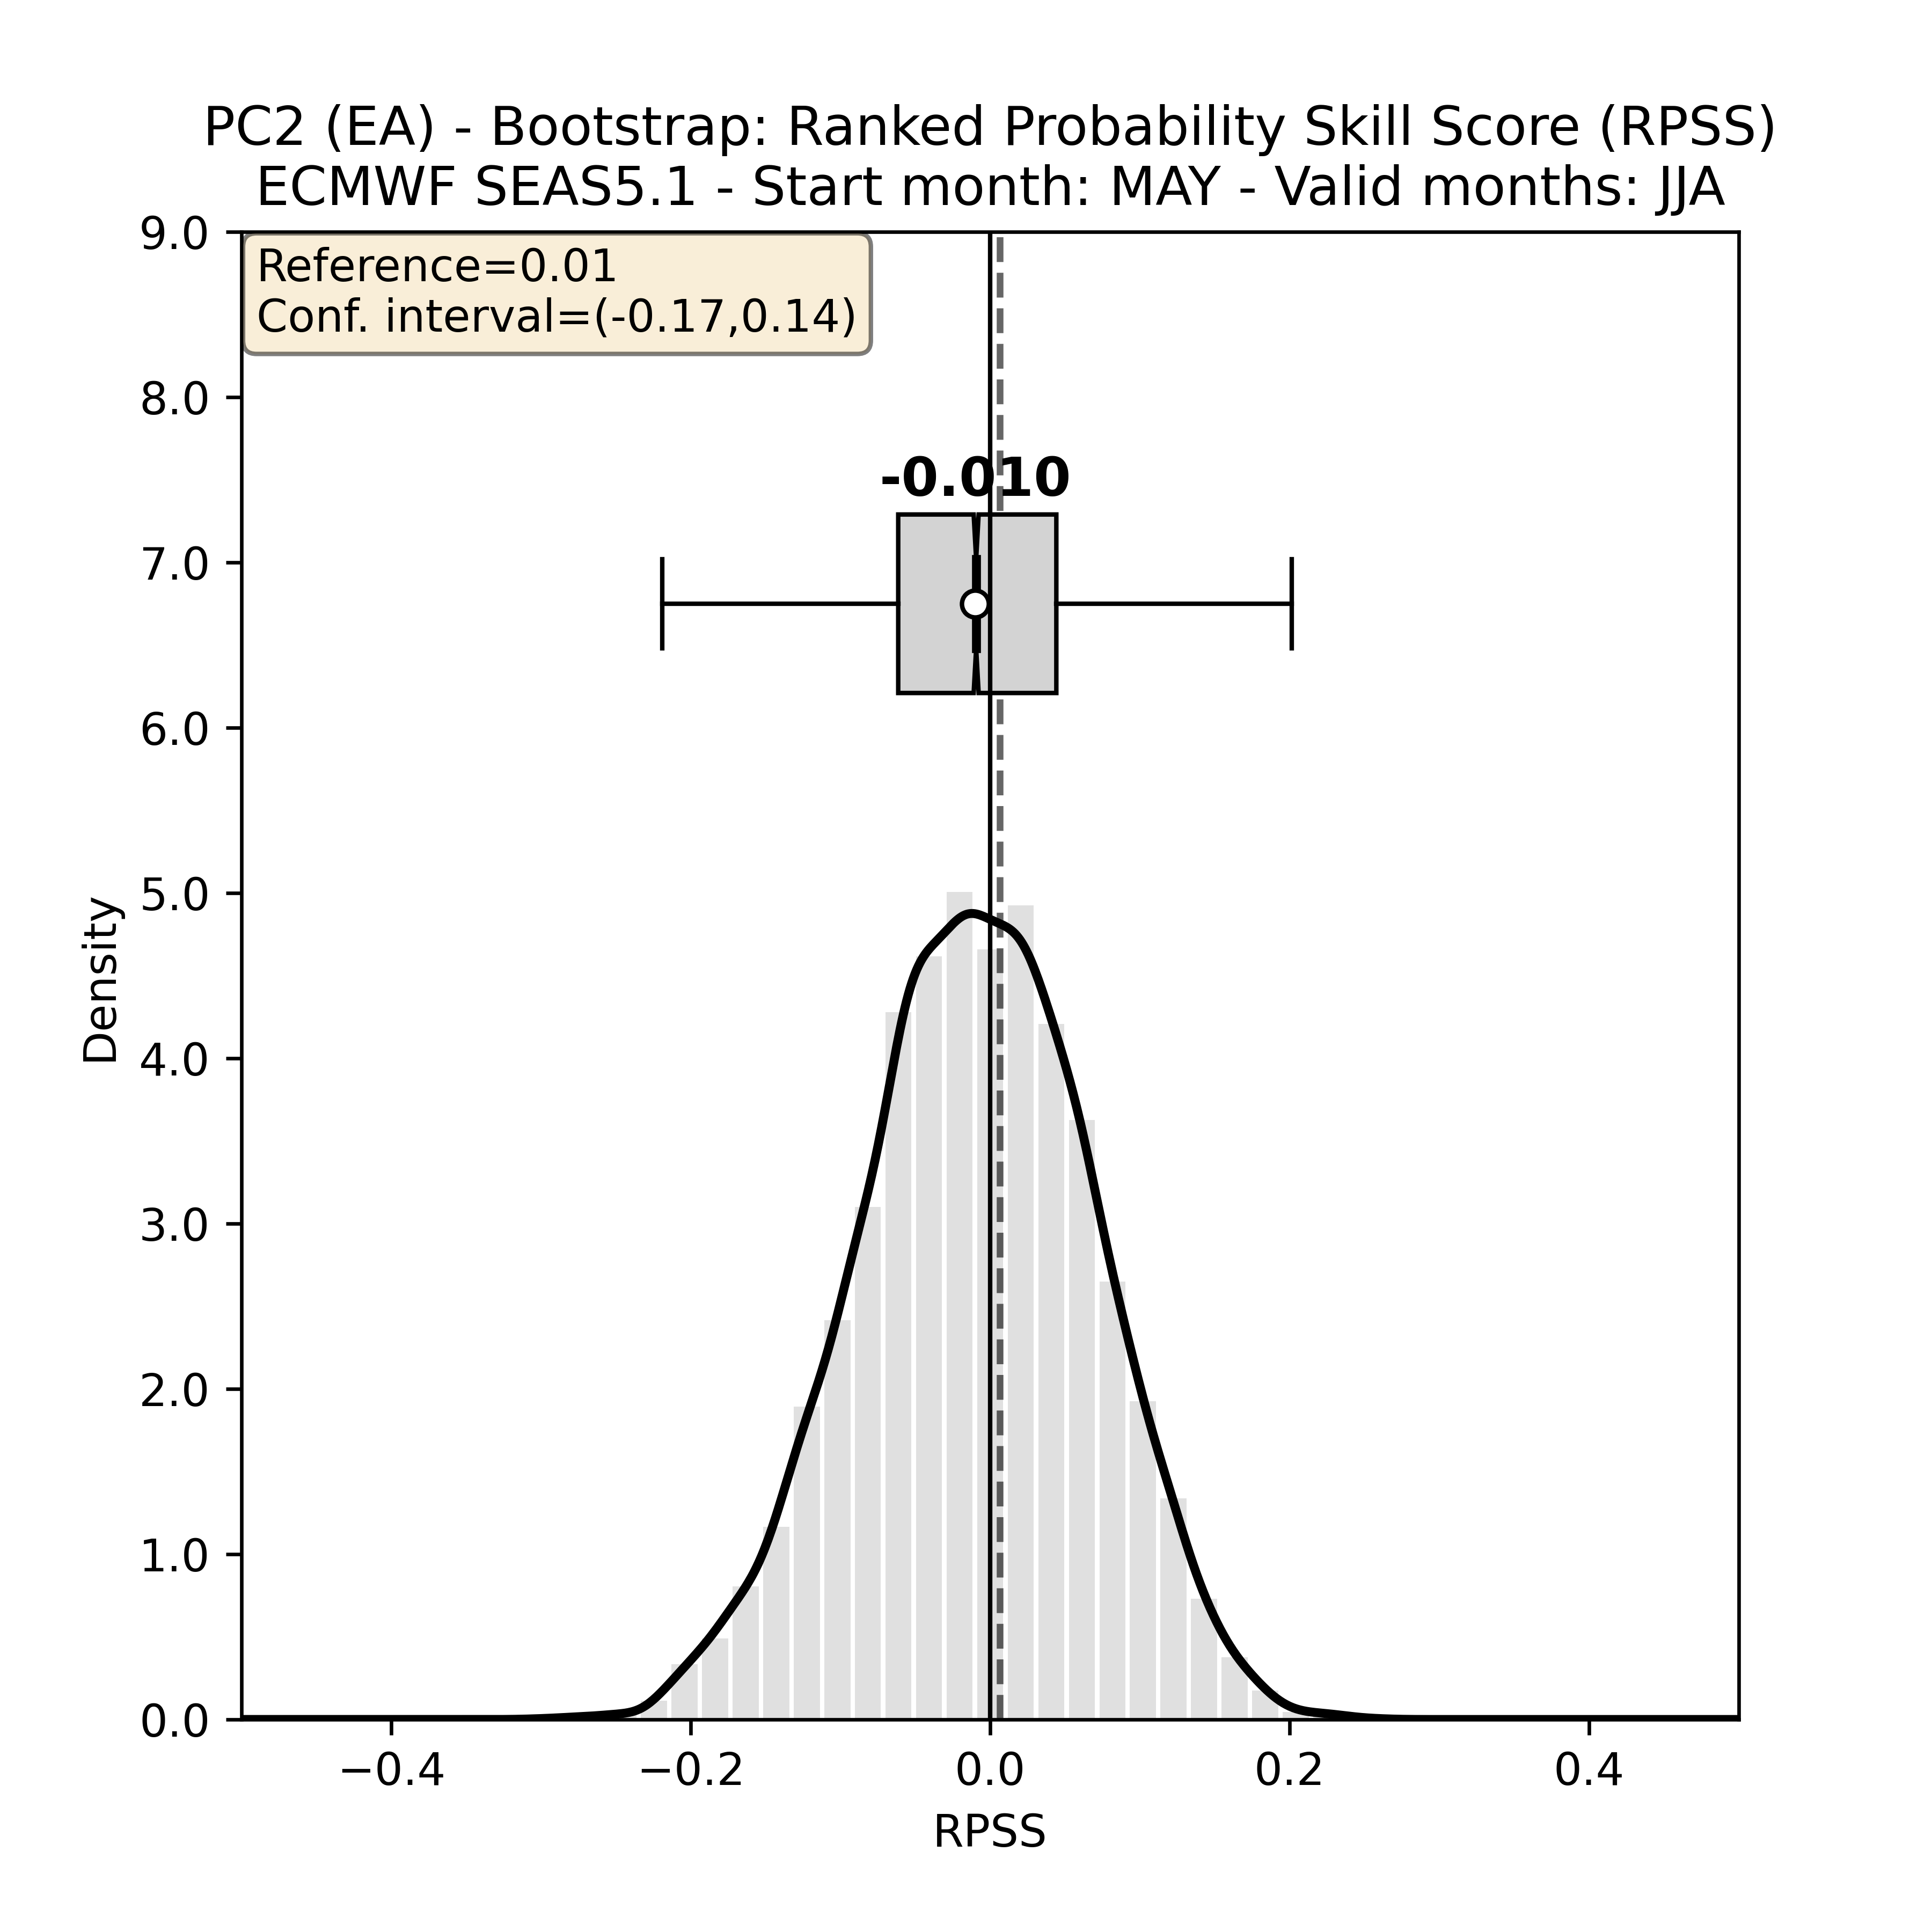 PC2 (EA) - Bootstrap: Ranked Probability Skill Score (RPSS)
ECMWF SEAS5.1 - Start month: MAY - Valid months: JJA
Reference=0.01
Conf. interval=(-0.17,0.14)
-0.010
9.0
8.0
7.0
6.0
5.0
4.0
3.0
2.0
1.0
0.0
Density
−0.4
−0.2
0.0
0.2
0.4
RPSS